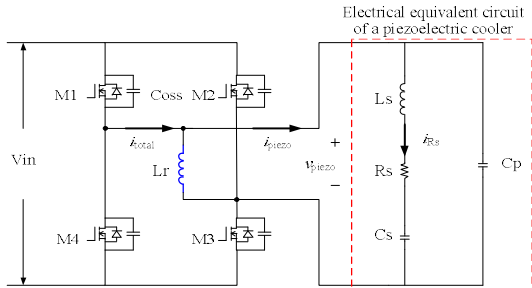 Electrical equivalent circuit
of a piezoelectric cooler
M1
Coss
M2
Ls
Vin
itotal
ipiezo
+
vpiezo
−
iRs
Lr
Rs
Cp
M4
M3
Cs